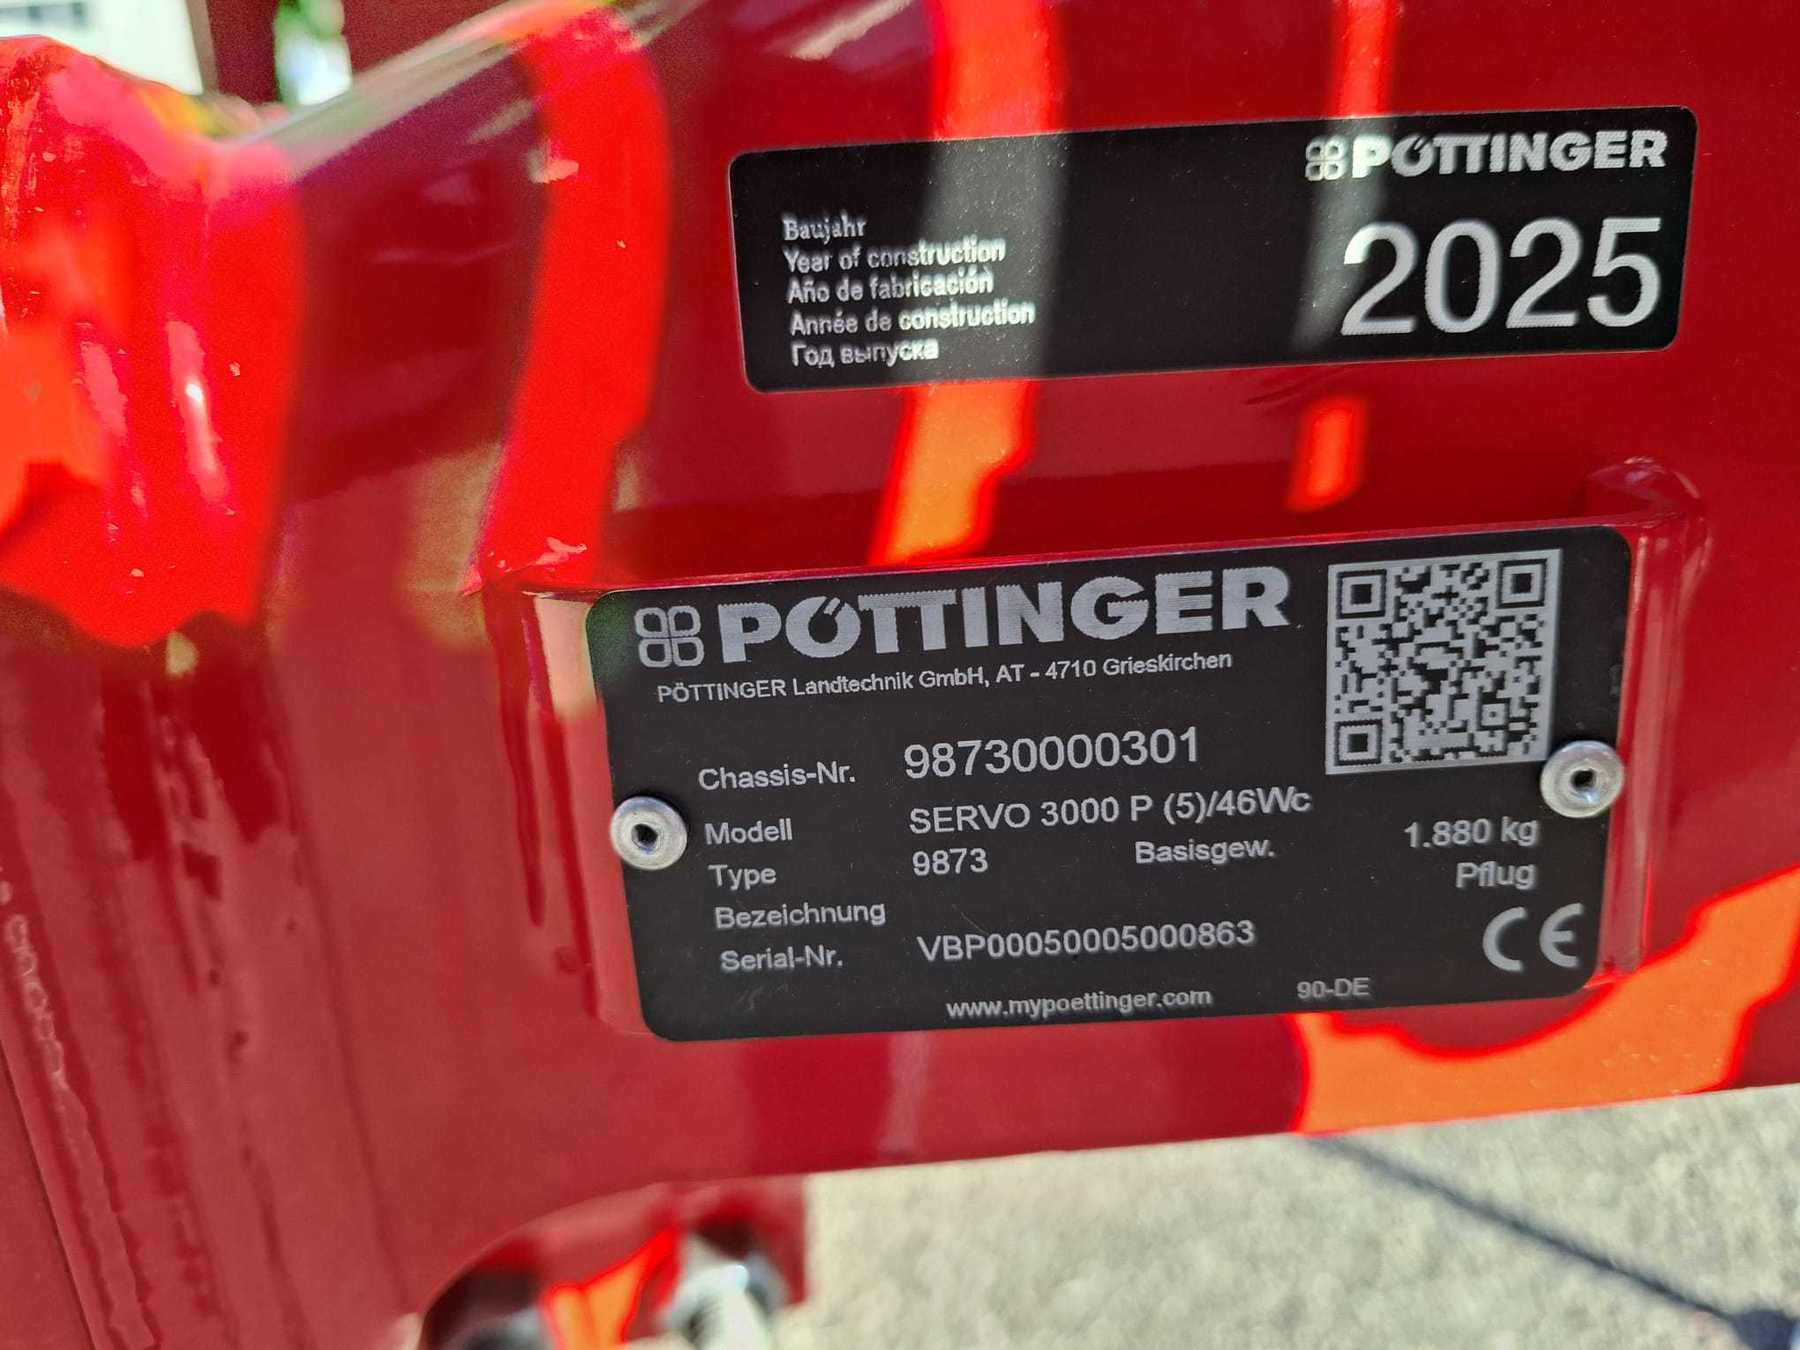 PÖTTINGER
Baujahr
Year of construction
Año de fabricación
Année de construction
Год выпуска
2025
PÖTTINGER
PÖTTINGER Landtechnik GmbH, AT - 4710 Grieskirchen
Chassis-Nr. 98730000301
Modell SERVO 3000 P (5)/46Wc
Type 9873 Basisgew. 1.880 kg
Bezeichnung Pflug
Serial-Nr. VBP00050005000863
www.mypoettinger.com 90-DE
CE